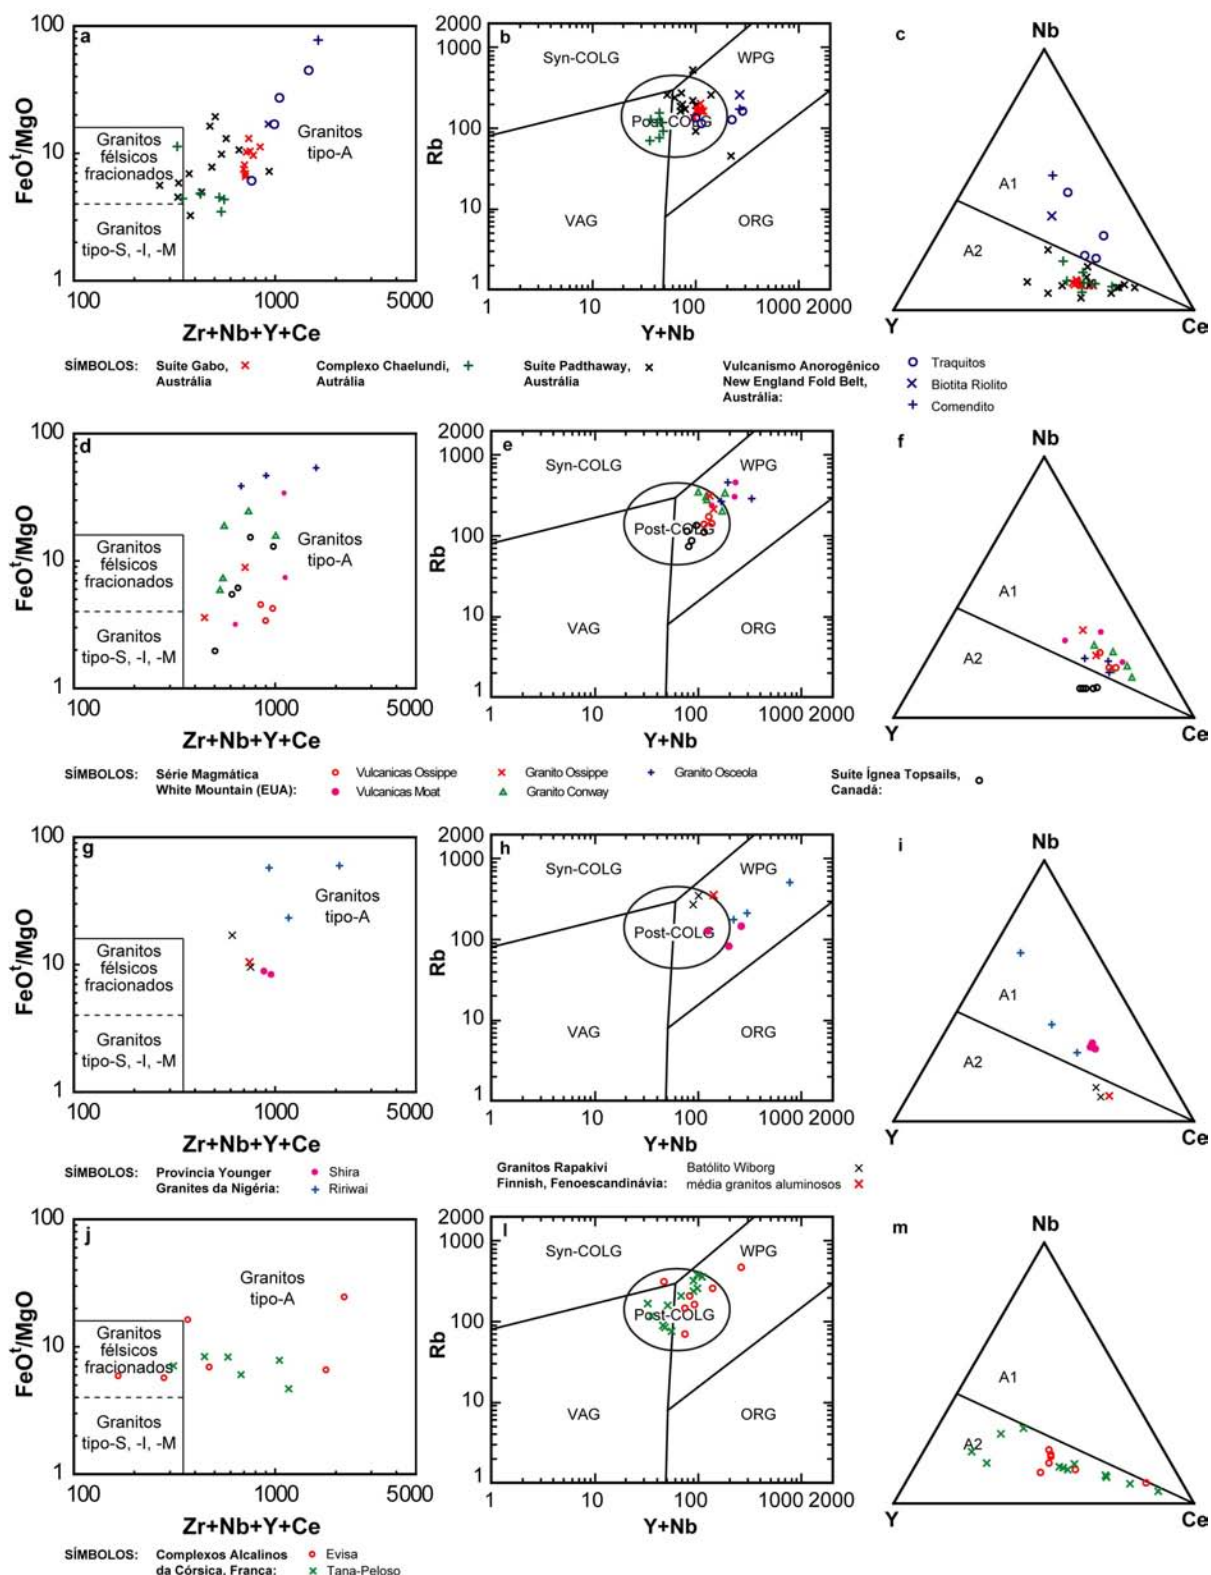 a
100
10
1
FeOᵗ/MgO
Granitos
félsicos
fracionados
Granitos
tipo-S, -I, -M
Granitos
tipo-A
100
1000
5000
Zr+Nb+Y+Ce
b
2000
1000
100
10
1
Rb
Syn-COLG
WPG
Post-COLG
VAG
ORG
1
10
100
1000
2000
Y+Nb
c
Nb
A1
A2
Y
Ce
SÍMBOLOS:
Suíte Gabo,
Austrália
Complexo Chaelundi,
Autrália
Suíte Padthaway,
Austrália
Vulcanismo Anorogênico
New England Fold Belt,
Austrália:
Traquitos
Biotita Riolito
Comendito
d
100
10
1
FeOᵗ/MgO
Granitos
félsicos
fracionados
Granitos
tipo-S, -I, -M
Granitos
tipo-A
100
1000
5000
Zr+Nb+Y+Ce
e
2000
1000
100
10
1
Rb
Syn-COLG
WPG
Post-COLG
VAG
ORG
1
10
100
1000
2000
Y+Nb
f
Nb
A1
A2
Y
Ce
SÍMBOLOS:
Série Magmática
White Mountain (EUA):
Vulcanicas Ossippe
Vulcanicas Moat
Granito Ossippe
Granito Conway
Granito Osceola
Suíte Ígnea Topsails,
Canadá:
g
100
10
1
FeOᵗ/MgO
Granitos
félsicos
fracionados
Granitos
tipo-S, -I, -M
Granitos
tipo-A
100
1000
5000
Zr+Nb+Y+Ce
h
2000
1000
100
10
1
Rb
Syn-COLG
WPG
Post-COLG
VAG
ORG
1
10
100
1000
2000
Y+Nb
i
Nb
A1
A2
Y
Ce
SÍMBOLOS:
Província Younger
Granites da Nigéria:
Shira
Ririwai
Granitos Rapakivi
Finnish, Fenoescandinávia:
Batólito Wiborg
média granitos aluminosos
j
100
10
1
FeOᵗ/MgO
Granitos
félsicos
fracionados
Granitos
tipo-S, -I, -M
Granitos
tipo-A
100
1000
5000
Zr+Nb+Y+Ce
l
2000
1000
100
10
1
Rb
Syn-COLG
WPG
Post-COLG
VAG
ORG
1
10
100
1000
2000
Y+Nb
m
Nb
A1
A2
Y
Ce
SÍMBOLOS:
Complexos Alcalinos
da Córsica, França:
Evisa
Tana-Peloso